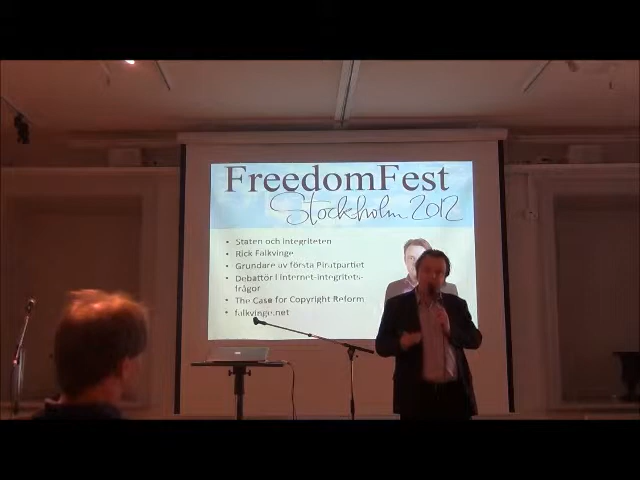 FreedomFest
Stockholm 2012
• Staten och integriteten
• Rick Falkvinge
• Grundare av första Piratpartiet
• Debattör i internet-integritets-
frågor
• The Case for Copyright Reform
• falkvinge.net